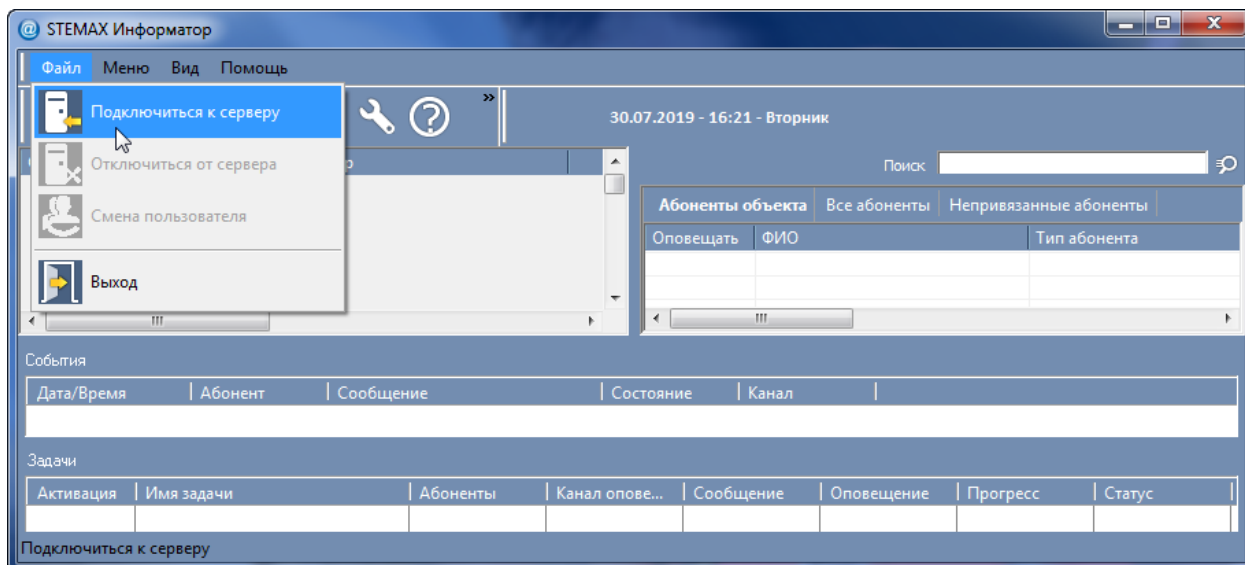 STEMAX Информатор
Файл Меню Вид Помощь
Подключиться к серверу
30.07.2019 - 16:21 - Вторник
Отключиться от сервера
Поиск
Смена пользователя
Абоненты объекта Все абоненты Непривязанные абоненты
Оповещать ФИО Тип абонента
Выход
События
Дата/Время Абонент Сообщение Состояние Канал
Задачи
Активация Имя задачи Абоненты Канал опове... Сообщение Оповещение Прогресс Статус
Подключиться к серверу